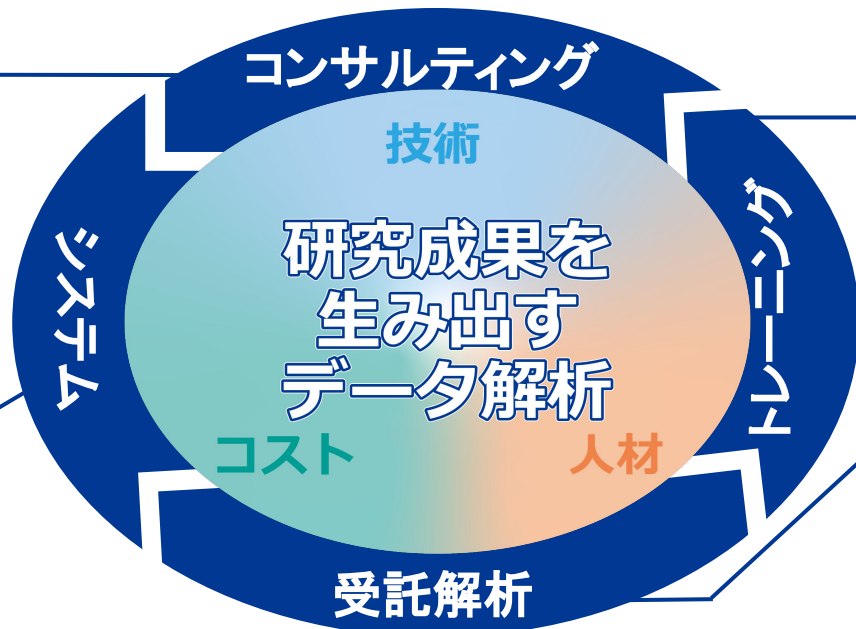 コンサルティング
技術
システム
研究成果を
生み出す
データ解析
トレーニング
コスト
人材
受託解析